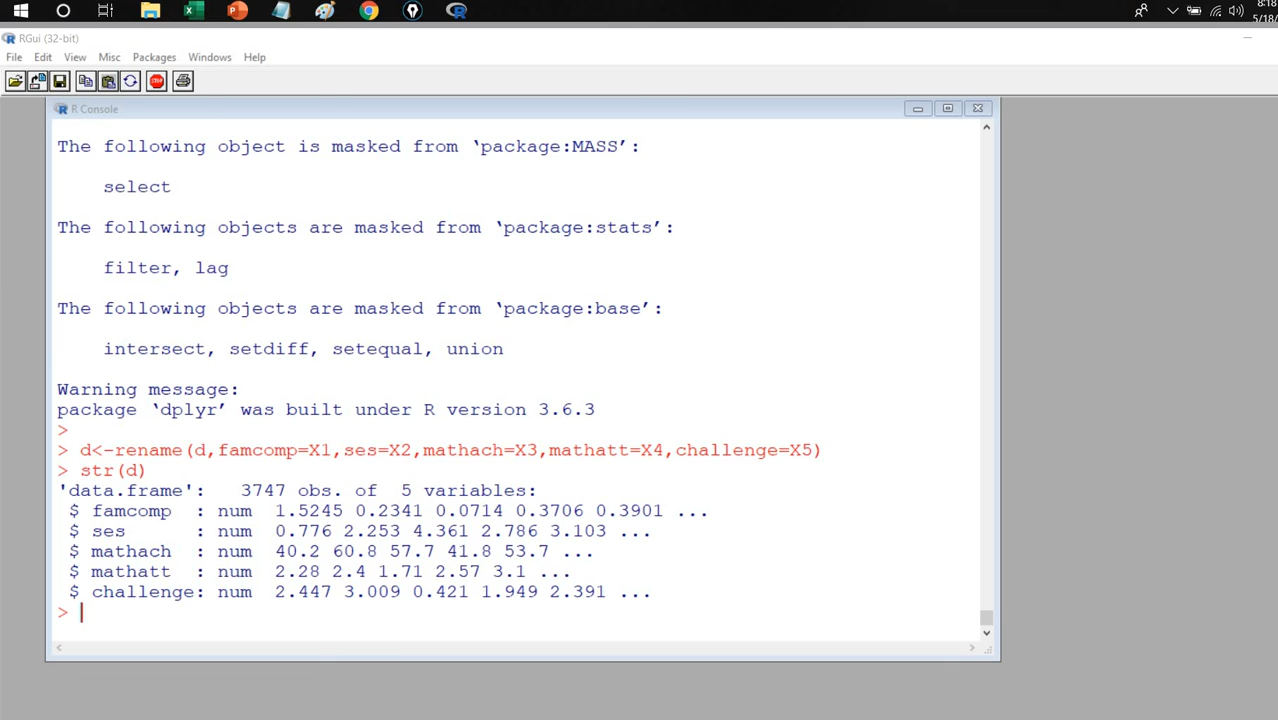 8:18
5/18/
RGui (32-bit)
File Edit View Misc Packages Windows Help
STOP
R Console
The following object is masked from ‘package:MASS’:
select
The following objects are masked from ‘package:stats’:
filter, lag
The following objects are masked from ‘package:base’:
intersect, setdiff, setequal, union
Warning message:
package ‘dplyr’ was built under R version 3.6.3
>
> d<-rename(d,famcomp=X1,ses=X2,mathach=X3,mathatt=X4,challenge=X5)
> str(d)
'data.frame':   3747 obs. of  5 variables:
 $ famcomp  : num  1.5245 0.2341 0.0714 0.3706 0.3901 ...
 $ ses      : num  0.776 2.253 4.361 2.786 3.103 ...
 $ mathach  : num  40.2 60.8 57.7 41.8 53.7 ...
 $ mathatt  : num  2.28 2.4 1.71 2.57 3.1 ...
 $ challenge: num  2.447 3.009 0.421 1.949 2.391 ...
>